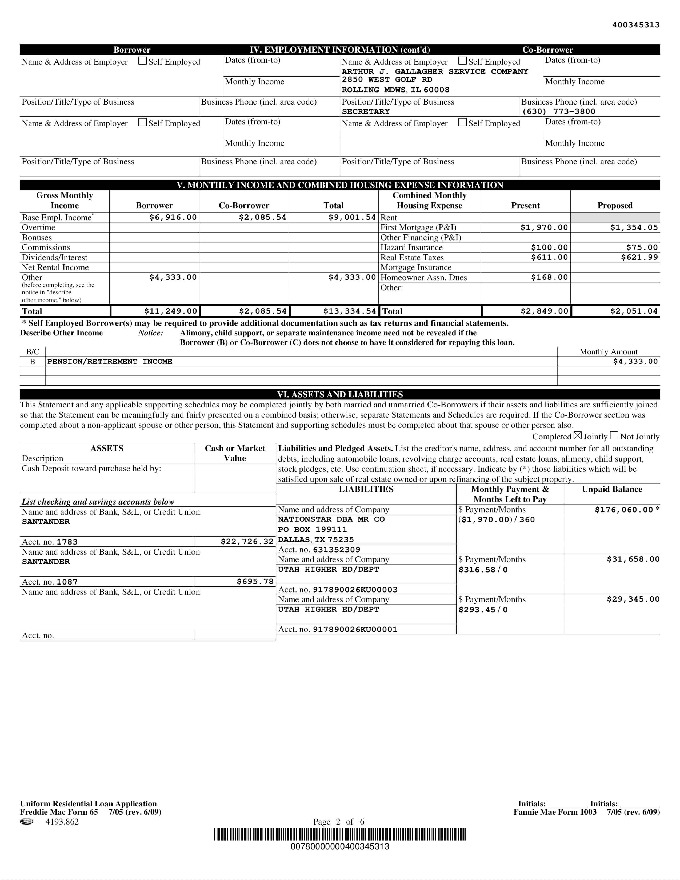 400345313
Borrower IV. EMPLOYMENT INFORMATION (cont'd) Co-Borrower
Name & Address of Employer Self Employed Dates (from-to) Name & Address of Employer Self Employed Dates (from-to)
ARTHUR J. GALLAGHER SERVICE COMPANY
Monthly Income 2850 WEST GOLF RD Monthly Income
ROLLING MDWS, IL 60008
Position/Title/Type of Business Business Phone (incl. area code) Position/Title/Type of Business Business Phone (incl. area code)
SECRETARY (630) 773-3800
Name & Address of Employer Self Employed Dates (from-to) Name & Address of Employer Self Employed Dates (from-to)
Monthly Income Monthly Income
Position/Title/Type of Business Business Phone (incl. area code) Position/Title/Type of Business Business Phone (incl. area code)
V. MONTHLY INCOME AND COMBINED HOUSING EXPENSE INFORMATION
Gross Monthly Income Borrower Co-Borrower Total Combined Monthly Housing Expense Present Proposed
Base Empl. Income* $6,916.00 $2,085.54 $9,001.54 Rent
Overtime First Mortgage (P&I) $1,970.00 $1,354.05
Bonuses Other Financing (P&I)
Commissions Hazard Insurance $100.00 $75.00
Dividends/Interest Real Estate Taxes $611.00 $621.99
Net Rental Income Mortgage Insurance
Other $4,333.00 $4,333.00 Homeowner Assn. Dues $168.00
(before completing, see the Other
notice in "describe
other income," below)
Total $11,249.00 $2,085.54 $13,334.54 Total $2,849.00 $2,051.04
* Self Employed Borrower(s) may be required to provide additional documentation such as tax returns and financial statements.
Describe Other Income Notice: Alimony, child support, or separate maintenance income need not be revealed if the
Borrower (B) or Co-Borrower (C) does not choose to have it considered for repaying this loan.
B/C Monthly Amount
B PENSION/RETIREMENT INCOME $4,333.00
VI. ASSETS AND LIABILITIES
This Statement and any applicable supporting schedules may be completed jointly by both married and unmarried Co-Borrowers if their assets and liabilities are sufficiently joined
so that the Statement can be meaningfully and fairly presented on a combined basis; otherwise, separate Statements and Schedules are required. If the Co-Borrower section was
completed about a non-applicant spouse or other person, this Statement and supporting schedules must be completed about that spouse or other person also.
Completed Jointly Not Jointly
ASSETS Cash or Market Value
Description
Cash Deposit toward purchase held by:
Liabilities and Pledged Assets. List the creditor's name, address, and account number for all outstanding
debts, including automobile loans, revolving charge accounts, real estate loans, alimony, child support,
stock pledges, etc. Use continuation sheet, if necessary. Indicate by (*) those liabilities which will be
satisfied upon sale of real estate owned or upon refinancing of the subject property.
LIABILITIES Monthly Payment & Months Left to Pay Unpaid Balance
List checking and savings accounts below
Name and address of Bank, S&L, or Credit Union Name and address of Company $ Payment/Months $176,060.00*
SANTANDER NATIONSTAR DBA MR CO ($1,970.00)/360
PO BOX 199111
Acct. no. 1783 $22,726.32 DALLAS, TX 75235
Acct. no. 631352309
Name and address of Bank, S&L, or Credit Union Name and address of Company $ Payment/Months $31,658.00
SANTANDER UTAH HIGHER ED/DEPT $316.58/0
Acct. no. 1087 $695.78
Acct. no. 917890026KU00003
Name and address of Bank, S&L, or Credit Union Name and address of Company $ Payment/Months $29,345.00
UTAH HIGHER ED/DEPT $293.45/0
Acct. no. 917890026KU00001
Acct. no.
Uniform Residential Loan Application Initials: Initials:
Freddie Mac Form 65 7/05 (rev. 6/09) Fannie Mae Form 1003 7/05 (rev. 6/09)
4193.862 Page 2 of 6
00780000000400345313